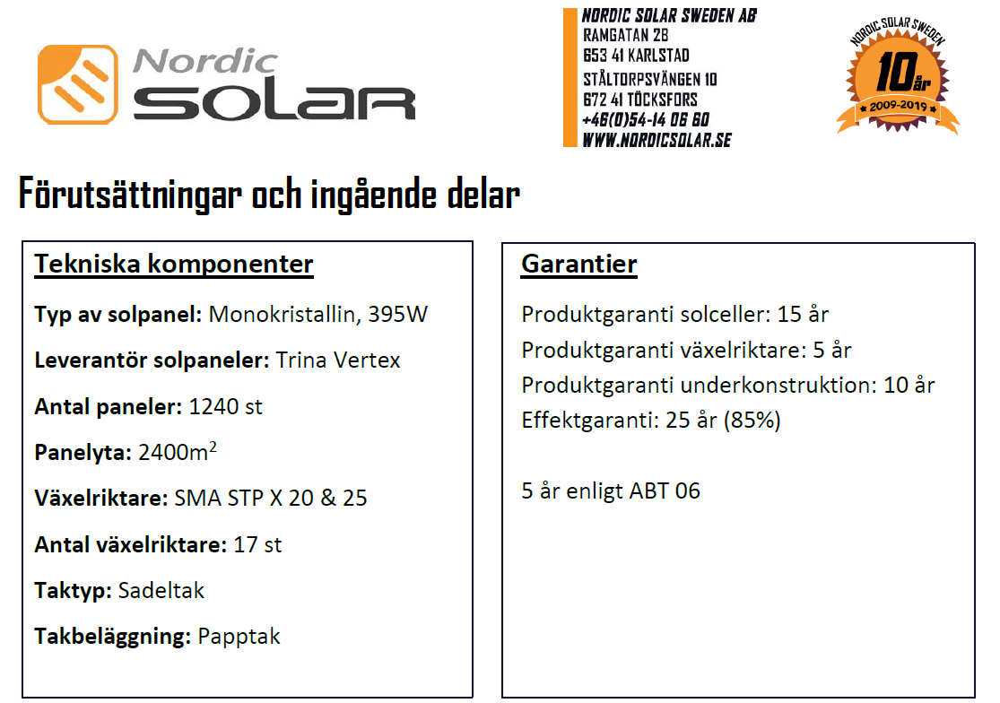 Nordic
SOLAR
NORDIC SOLAR SWEDEN AB
RAMGATAN 2B
653 41 KARLSTAD
STÅLTORPSVÄNGEN 10
672 41 TÖCKSFORS
+46(0)54-14 06 60
WWW.NORDICSOLAR.SE
NORDIC SOLAR SWEDEN
10 år
2009-2019
Förutsättningar och ingående delar
Tekniska komponenter
Typ av solpanel: Monokristallin, 395W
Leverantör solpaneler: Trina Vertex
Antal paneler: 1240 st
Panelyta: 2400m²
Växelriktare: SMA STP X 20 & 25
Antal växelriktare: 17 st
Taktyp: Sadeltak
Takbeläggning: Papptak
Garantier
Produktgaranti solceller: 15 år
Produktgaranti växelriktare: 5 år
Produktgaranti underkonstruktion: 10 år
Effektgaranti: 25 år (85%)
5 år enligt ABT 06